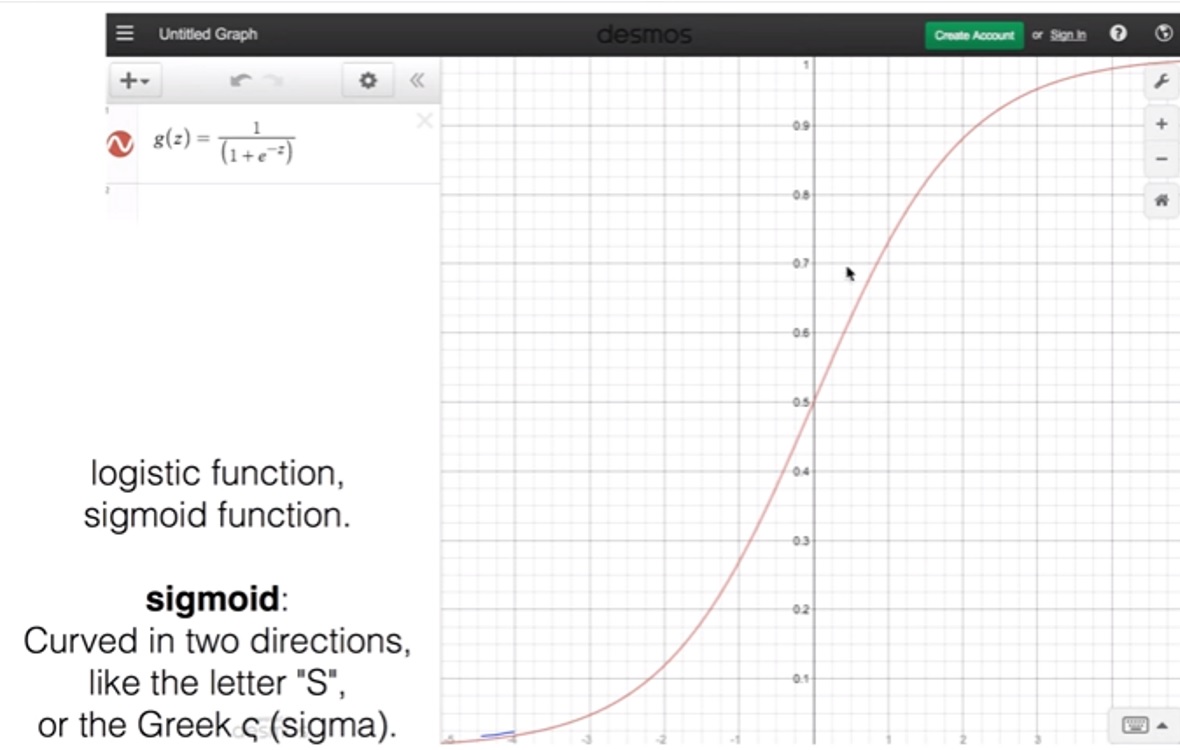 Untitled Graph
desmos
Create Account or Sign In
1
g(z) = 1/(1 + e^-z)
2
logistic function,
sigmoid function.
sigmoid:
Curved in two directions,
like the letter "S",
or the Greek ς (sigma).
1
0.9
0.8
0.7
0.6
0.5
0.4
0.3
0.2
0.1
-5 -4 -3 -2 -1 0 1 2 3